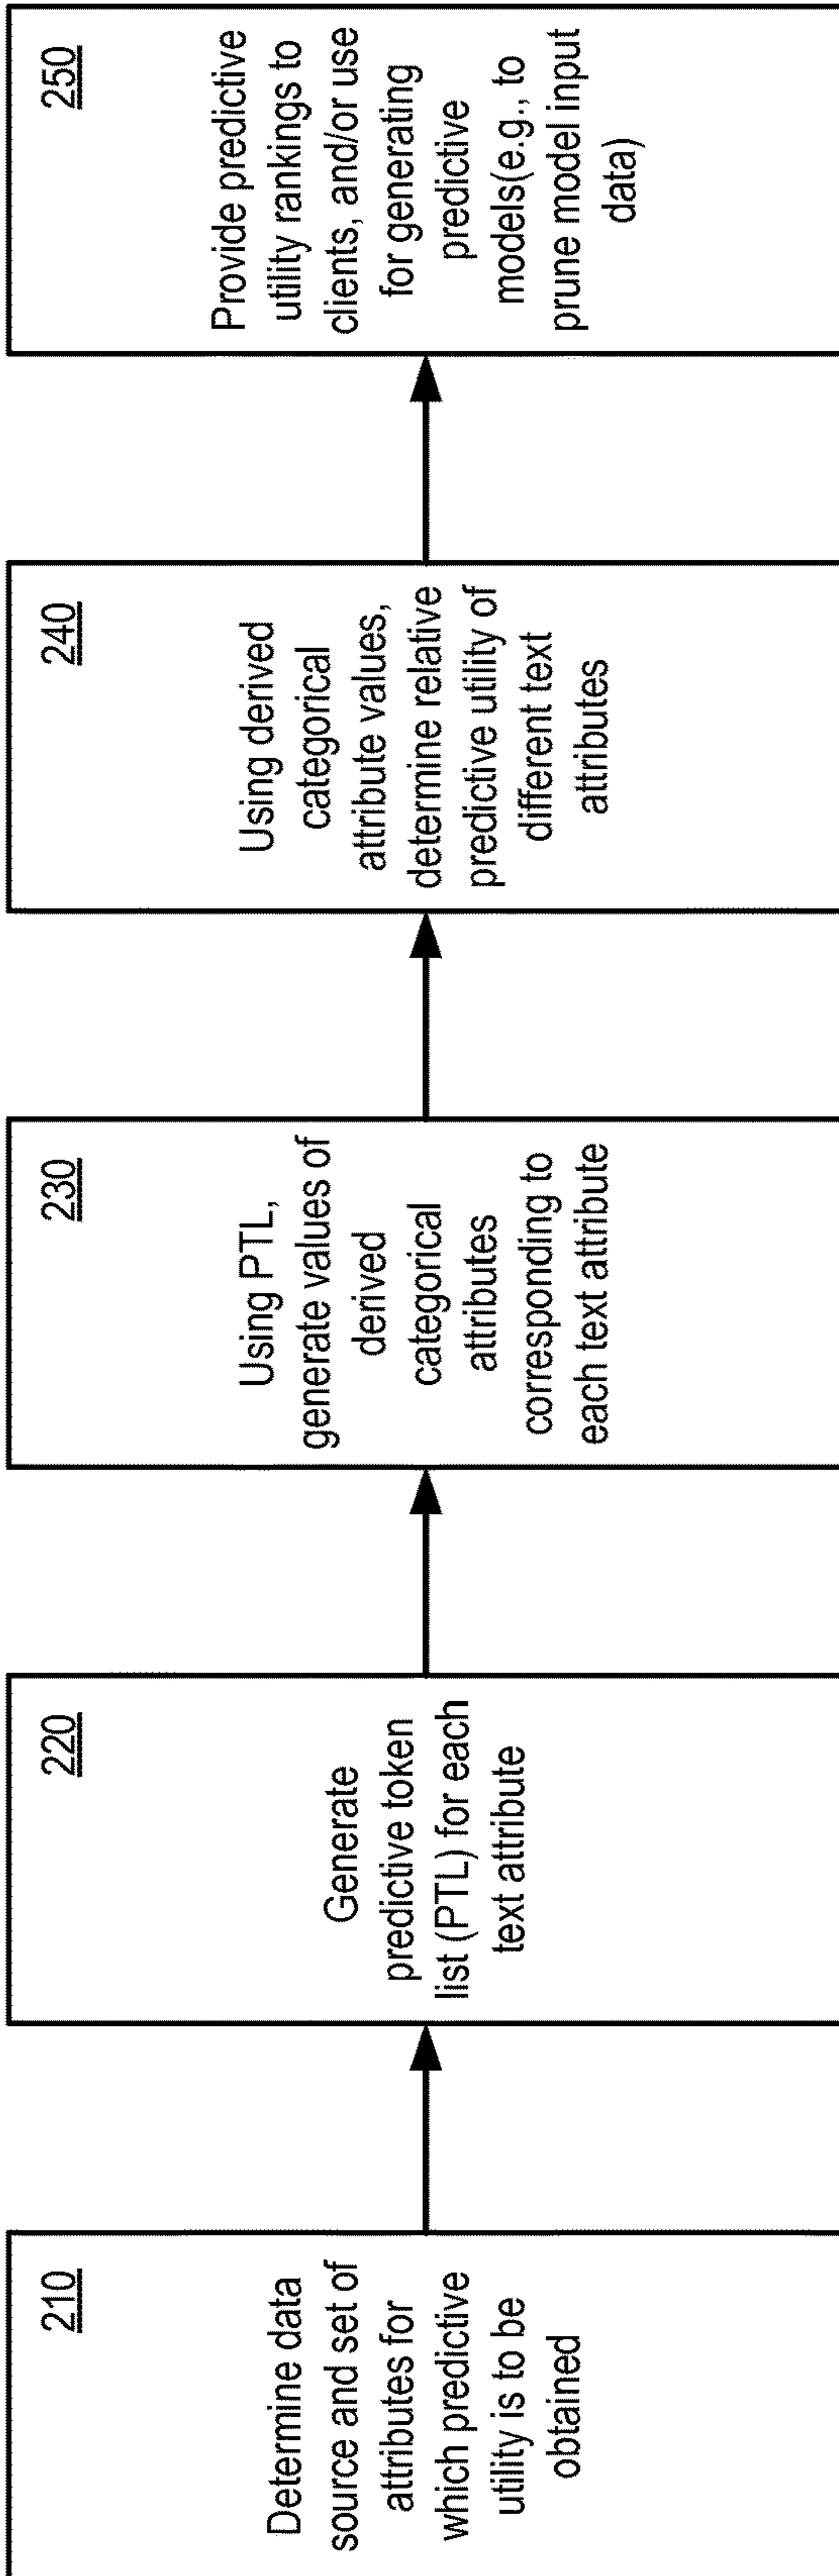 210
Determine data
source and set of
attributes for
which predictive
utility is to be
obtained
220
Generate
predictive token
list (PTL) for each
text attribute
230
Using PTL,
generate values of
derived
categorical
attributes
corresponding to
each text attribute
240
Using derived
categorical
attribute values,
determine relative
predictive utility of
different text
attributes
250
Provide predictive
utility rankings to
clients, and/or use
for generating
predictive
models(e.g., to
prune model input
data)